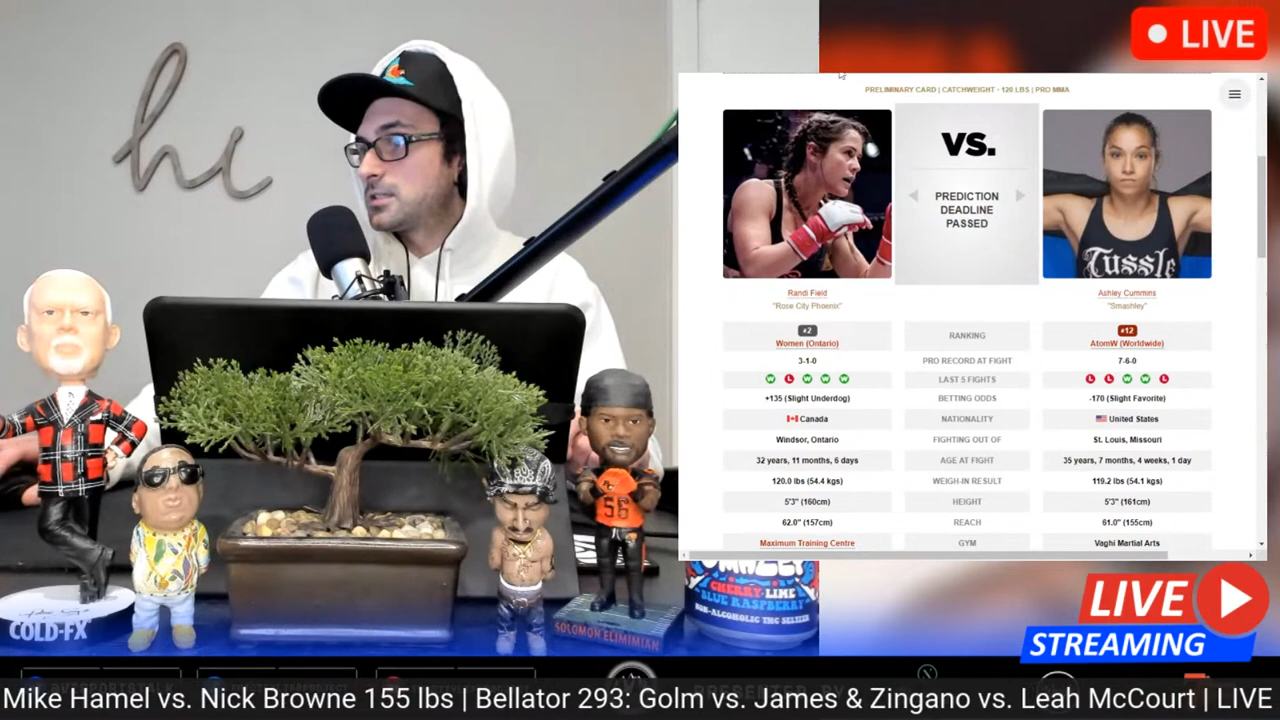 LIVE
hi
PRELIMINARY CARD | CATCHWEIGHT - 120 LBS | PRO MMA
VS.
PREDICTION
DEADLINE
PASSED
Tussle
Randi Field
"Rose City Phoenix"
Ashley Cummins
"Smashley"
#2
Women (Ontario)
RANKING
#12
AtomW (Worldwide)
3-1-0
PRO RECORD AT FIGHT
7-6-0
W L W W W
LAST 5 FIGHTS
L L W W L
+135 (Slight Underdog)
BETTING ODDS
-170 (Slight Favorite)
Canada
NATIONALITY
United States
Windsor, Ontario
FIGHTING OUT OF
St. Louis, Missouri
32 years, 11 months, 6 days
AGE AT FIGHT
35 years, 7 months, 4 weeks, 1 day
120.0 lbs (54.4 kgs)
WEIGH-IN RESULT
119.2 lbs (54.1 kgs)
5'3" (160cm)
HEIGHT
5'3" (161cm)
62.0" (157cm)
REACH
61.0" (155cm)
Maximum Training Centre
GYM
Vaghi Martial Arts
56
CHERRY-LIME
BLUE RASPBERRY
NON-ALCOHOLIC THC SELTZER
COLD-FX
SOLOMON ELIMIMIAN
LIVE
STREAMING
Mike Hamel vs. Nick Browne 155 lbs | Bellator 293: Golm vs. James & Zingano vs. Leah McCourt | LIVE